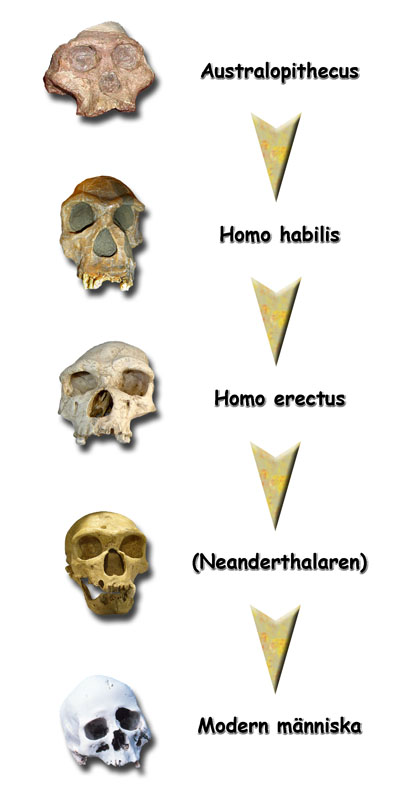 Australopithecus
Homo habilis
Homo erectus
(Neanderthalaren)
Modern människa